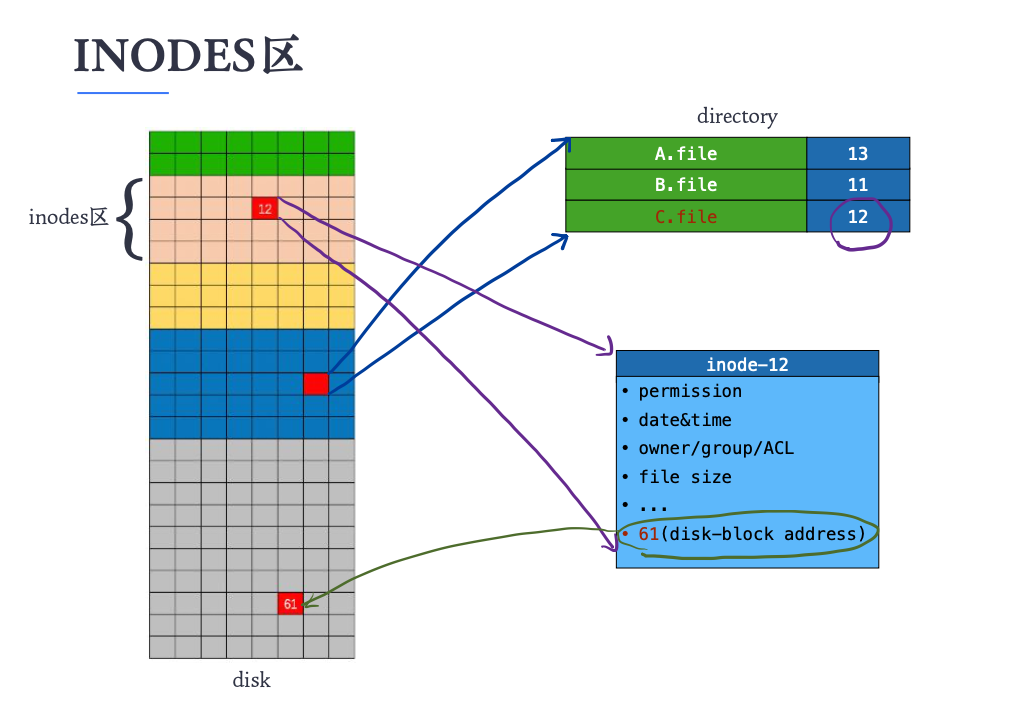 INODES区
directory
A.file 13
B.file 11
C.file 12
inodes区
12
inode-12
• permission
• date&time
• owner/group/ACL
• file size
• ...
• 61(disk-block address)
61
disk